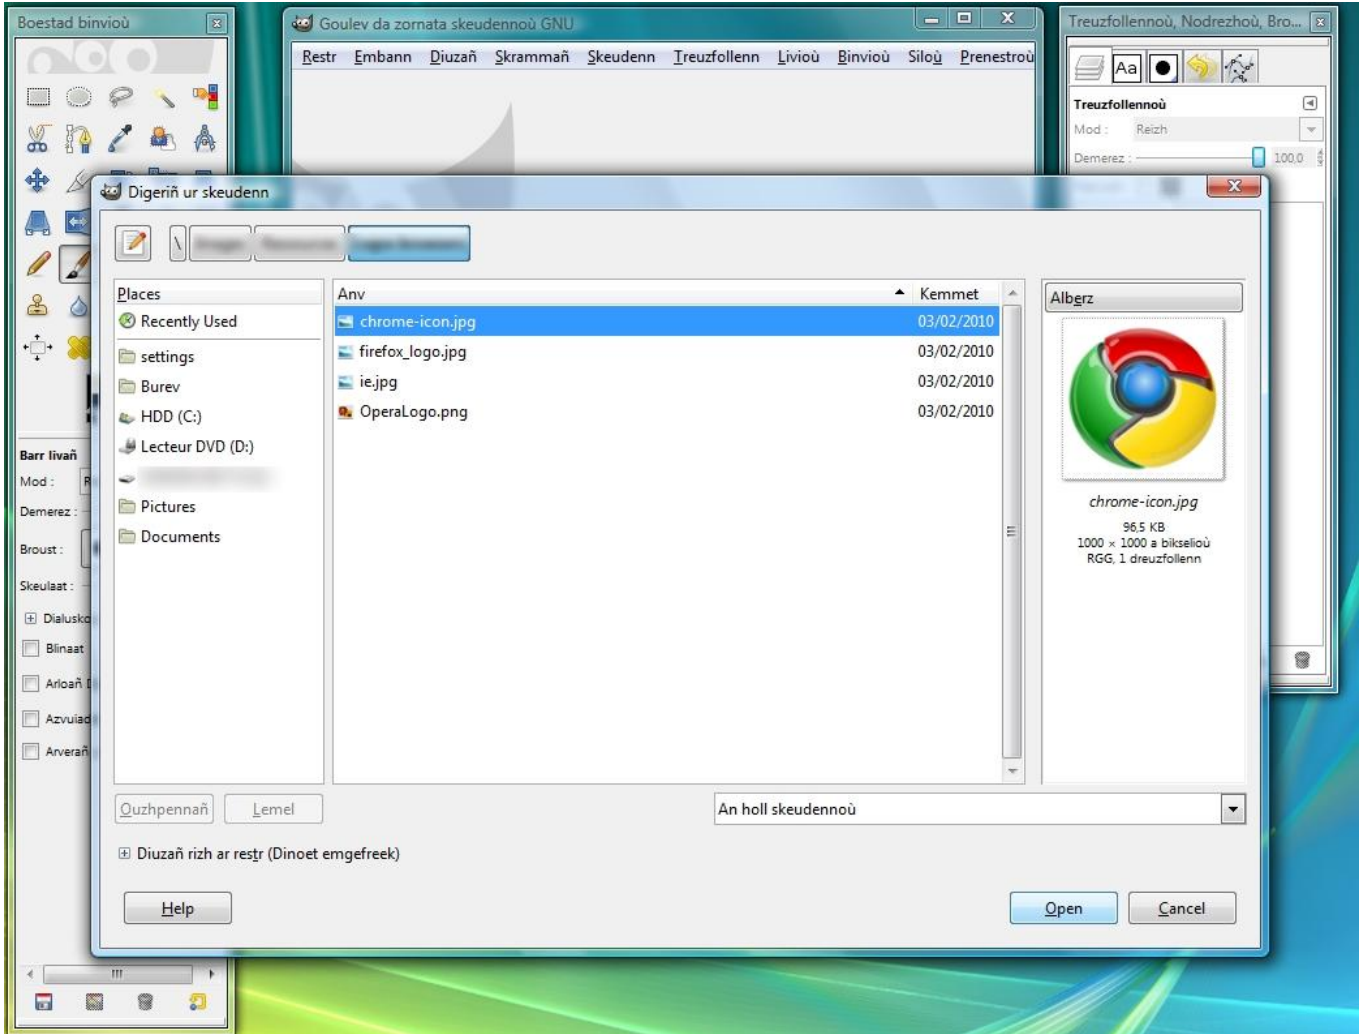 Boestad binvioù
Goulev da zornata skeudennoù GNU
Treuzfollennoù, Nodrezhoù, Bro...
Restr Embann Diuzañ Skrammañ Skeudenn Treuzfollenn Livioù Binvioù Siloù Prenestroù
Aa
Treuzfollennoù
Mod : Reizh
Demerez : 100,0
Digeriñ ur skeudenn
\
Places
Recently Used
settings
Burev
HDD (C:)
Lecteur DVD (D:)
Pictures
Documents
Anv Kemmet
chrome-icon.jpg 03/02/2010
firefox_logo.jpg 03/02/2010
ie.jpg 03/02/2010
OperaLogo.png 03/02/2010
Alberz
chrome-icon.jpg
96,5 KB
1000 × 1000 a bikselioù
RGG, 1 dreuzfollenn
Barr livañ
Mod :
Demerez :
Broust :
Skeulaat :
Blinaat
Arloañ
Ouzhpennañ Lemel
An holl skeudennoù
Diuzañ rizh ar restr (Dinoet emgefreek)
Help Open Cancel